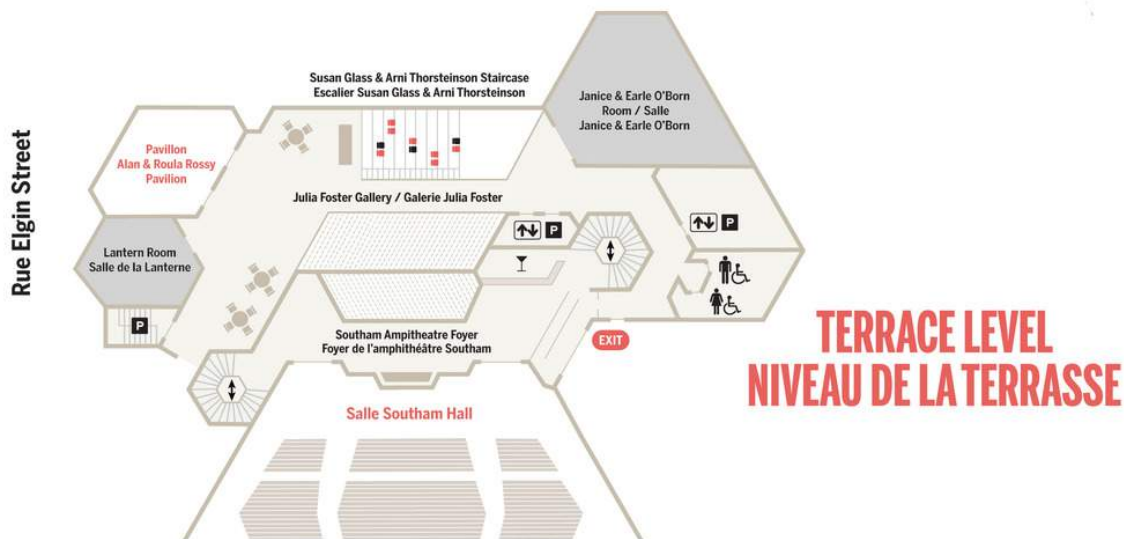 Rue Elgin Street
Susan Glass & Arni Thorsteinson Staircase
Escalier Susan Glass & Arni Thorsteinson
Janice & Earle O'Born
Room / Salle
Janice & Earle O'Born
Pavillon
Alan & Roula Rossy
Pavilion
Julia Foster Gallery / Galerie Julia Foster
P
P
Lantern Room
Salle de la Lanterne
P
Southam Ampitheatre Foyer
Foyer de l'amphithéâtre Southam
EXIT
TERRACE LEVEL
NIVEAU DE LA TERRASSE
Salle Southam Hall